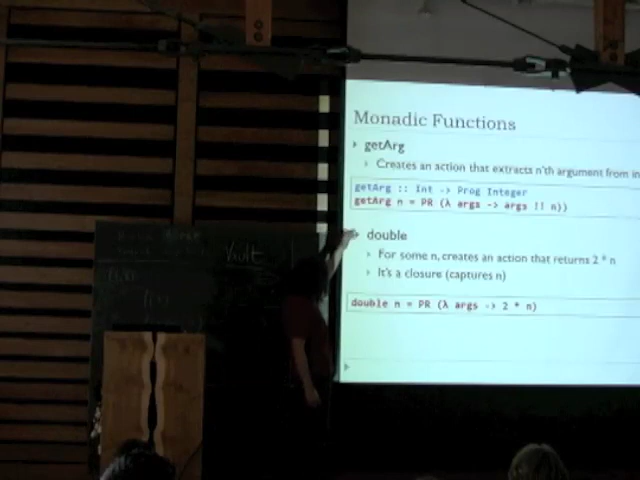 Monadic Functions
getArg
Creates an action that extracts n'th argument from in
getArg :: Int -> Prog Integer
getArg n = PR (λ args -> args !! n))
double
For some n, creates an action that returns 2 * n
It's a closure (captures n)
double n = PR (λ args -> 2 * n)
Vault